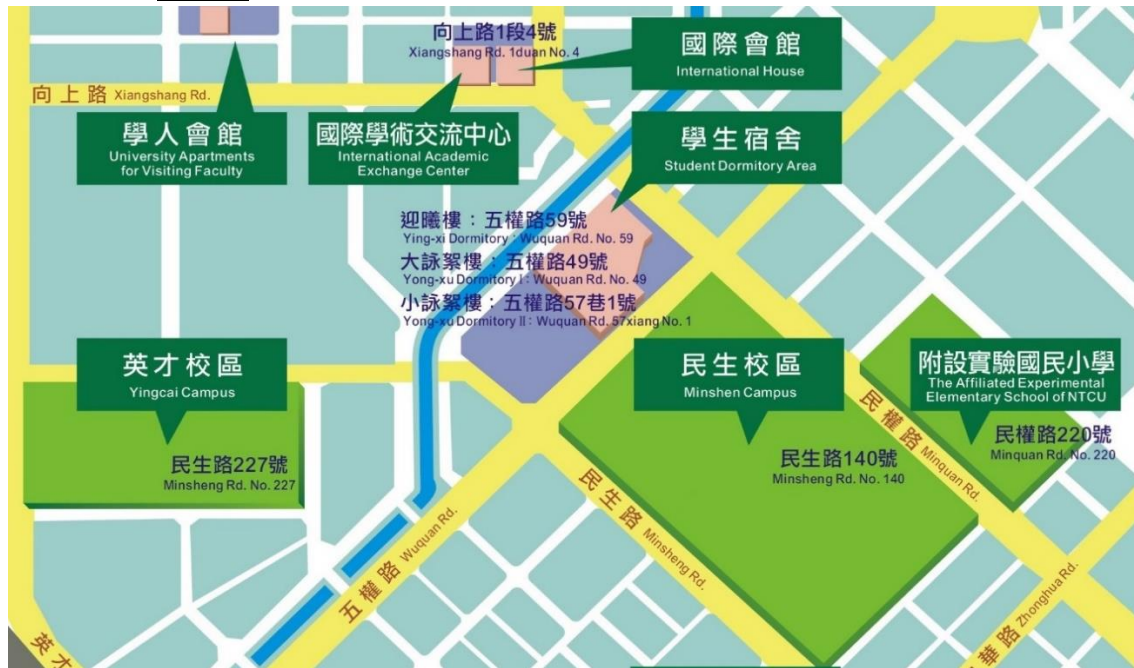 向上路1段4號
Xiangshang Rd. 1duan No. 4
國際會館
International House
向上路 Xiangshang Rd.
學人會館
University Apartments
for Visiting Faculty
國際學術交流中心
International Academic
Exchange Center
學生宿舍
Student Dormitory Area
迎曦樓：五權路59號
Ying-xi Dormitory : Wuquan Rd. No. 59
大詠絮樓：五權路49號
Yong-xu Dormitory I : Wuquan Rd. No. 49
小詠絮樓：五權路57巷1號
Yong-xu Dormitory II : Wuquan Rd. 57xiang No. 1
英才校區
Yingcai Campus
民生路227號
Minsheng Rd. No. 227
民生校區
Minshen Campus
民生路140號
Minsheng Rd. No. 140
附設實驗國民小學
The Affiliated Experimental
Elementary School of NTCU
民權路220號
Minquan Rd. No. 220
民權路 Minquan Rd.
民生路 Minsheng Rd.
五權路 Wuquan Rd.
華路 Zhonghua Rd.
英才